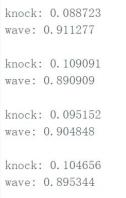 knock: 0.088723
wave: 0.911277
knock: 0.109091
wave: 0.890909
knock: 0.095152
wave: 0.904848
knock: 0.104656
wave: 0.895344